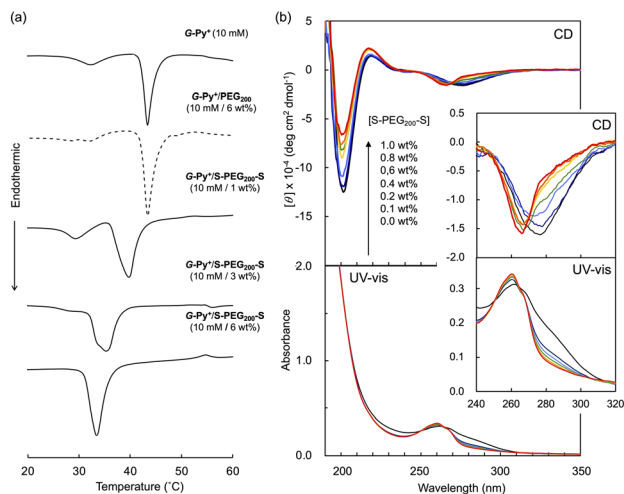 (a)
G-Py⁺ (10 mM)
G-Py⁺/PEG₂₀₀
(10 mM / 6 wt%)
G-Py⁺/S-PEG₂₀₀-S
(10 mM / 1 wt%)
G-Py⁺/S-PEG₂₀₀-S
(10 mM / 3 wt%)
G-Py⁺/S-PEG₂₀₀-S
(10 mM / 6 wt%)
Endothermic
20 30 40 50 60
Temperature (˚C)
(b)
CD
5
0
-5
-10
-15
[θ] x 10⁻⁴ (deg cm² dmol⁻¹)
[S-PEG₂₀₀-S]
1.0 wt%
0.8 wt%
0.6 wt%
0.4 wt%
0.2 wt%
0.1 wt%
0.0 wt%
CD
0.0
-0.5
-1.0
-1.5
-2.0
UV-vis
2.0
1.0
0.0
Absorbance
UV-vis
0.3
0.2
0.1
0
240 260 280 300 320
200 250 300 350
Wavelength (nm)